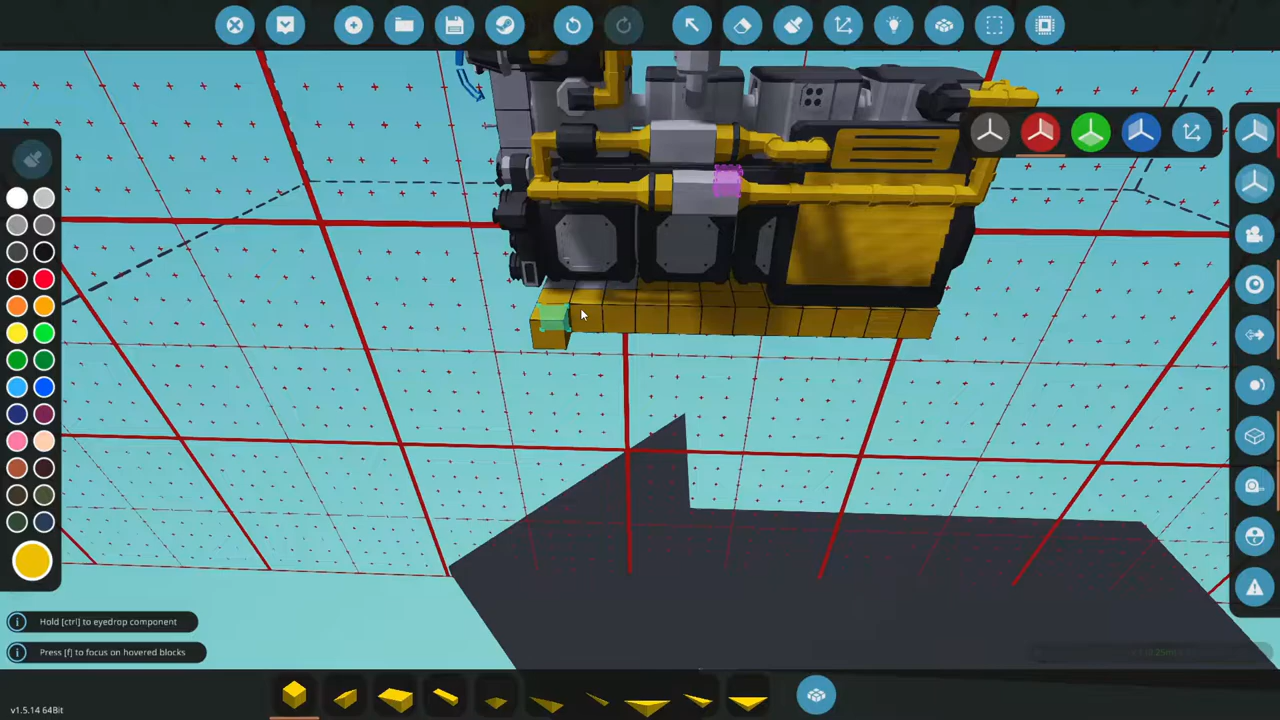 Hold [ctrl] to eyedrop component
Press [f] to focus on hovered blocks
v1.5.14 64Bit